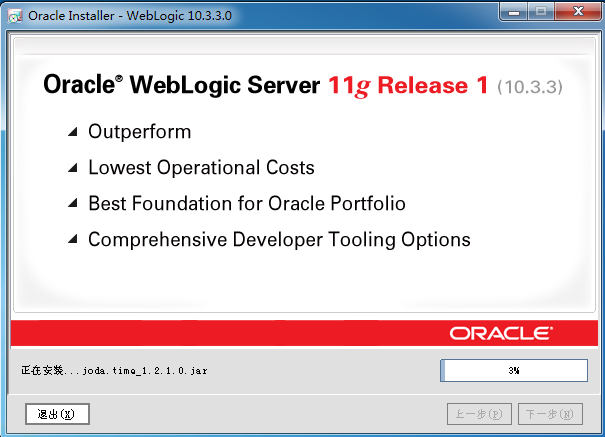 Oracle Installer - WebLogic 10.3.3.0
Oracle® WebLogic Server 11g Release 1 (10.3.3)
Outperform
Lowest Operational Costs
Best Foundation for Oracle Portfolio
Comprehensive Developer Tooling Options
ORACLE®
正在安装...joda.time_1.2.1.0.jar
3%
退出(X)
上一步(P)
下一步(N)